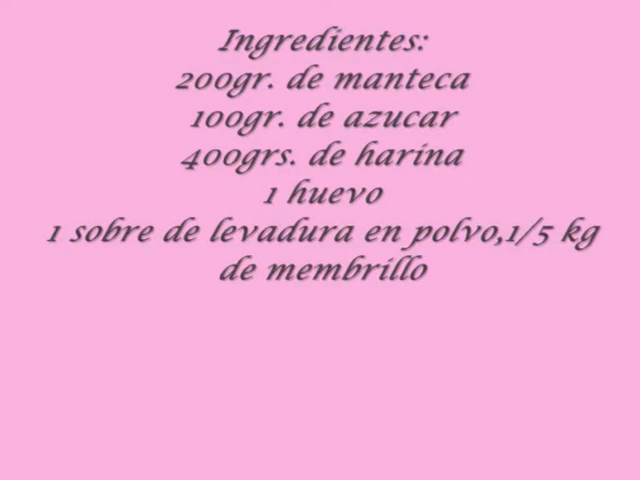 Ingredientes:
200gr. de manteca
100gr. de azucar
400grs. de harina
1 huevo
1 sobre de levadura en polvo,1/5 kg
de membrillo